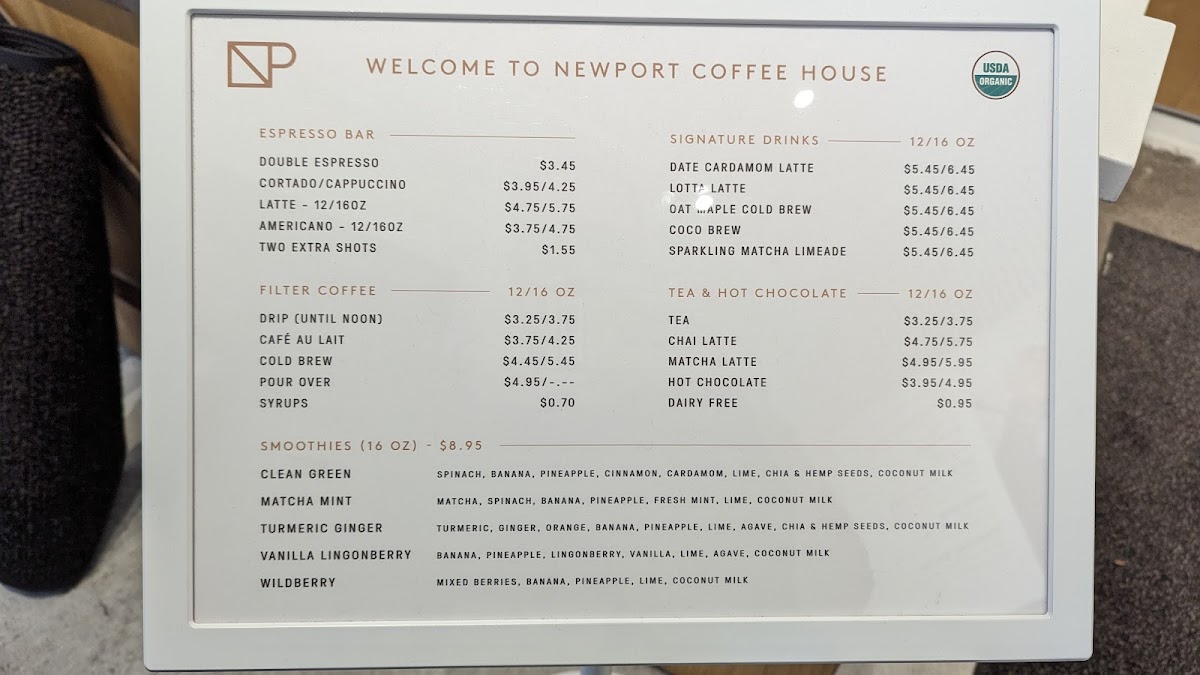 NP
WELCOME TO NEWPORT COFFEE HOUSE
USDA
ORGANIC
ESPRESSO BAR
DOUBLE ESPRESSO $3.45
CORTADO/CAPPUCCINO $3.95/4.25
LATTE - 12/16OZ $4.75/5.75
AMERICANO - 12/16OZ $3.75/4.75
TWO EXTRA SHOTS $1.55
FILTER COFFEE 12/16 OZ
DRIP (UNTIL NOON) $3.25/3.75
CAFÉ AU LAIT $3.75/4.25
COLD BREW $4.45/5.45
POUR OVER $4.95/-.--
SYRUPS $0.70
SIGNATURE DRINKS 12/16 OZ
DATE CARDAMOM LATTE $5.45/6.45
LOTTA LATTE $5.45/6.45
OAT MAPLE COLD BREW $5.45/6.45
COCO BREW $5.45/6.45
SPARKLING MATCHA LIMEADE $5.45/6.45
TEA & HOT CHOCOLATE 12/16 OZ
TEA $3.25/3.75
CHAI LATTE $4.75/5.75
MATCHA LATTE $4.95/5.95
HOT CHOCOLATE $3.95/4.95
DAIRY FREE $0.95
SMOOTHIES (16 OZ) - $8.95
CLEAN GREEN SPINACH, BANANA, PINEAPPLE, CINNAMON, CARDAMOM, LIME, CHIA & HEMP SEEDS, COCONUT MILK
MATCHA MINT MATCHA, SPINACH, BANANA, PINEAPPLE, FRESH MINT, LIME, COCONUT MILK
TURMERIC GINGER TURMERIC, GINGER, ORANGE, BANANA, PINEAPPLE, LIME, AGAVE, CHIA & HEMP SEEDS, COCONUT MILK
VANILLA LINGONBERRY BANANA, PINEAPPLE, LINGONBERRY, VANILLA, LIME, AGAVE, COCONUT MILK
WILDBERRY MIXED BERRIES, BANANA, PINEAPPLE, LIME, COCONUT MILK